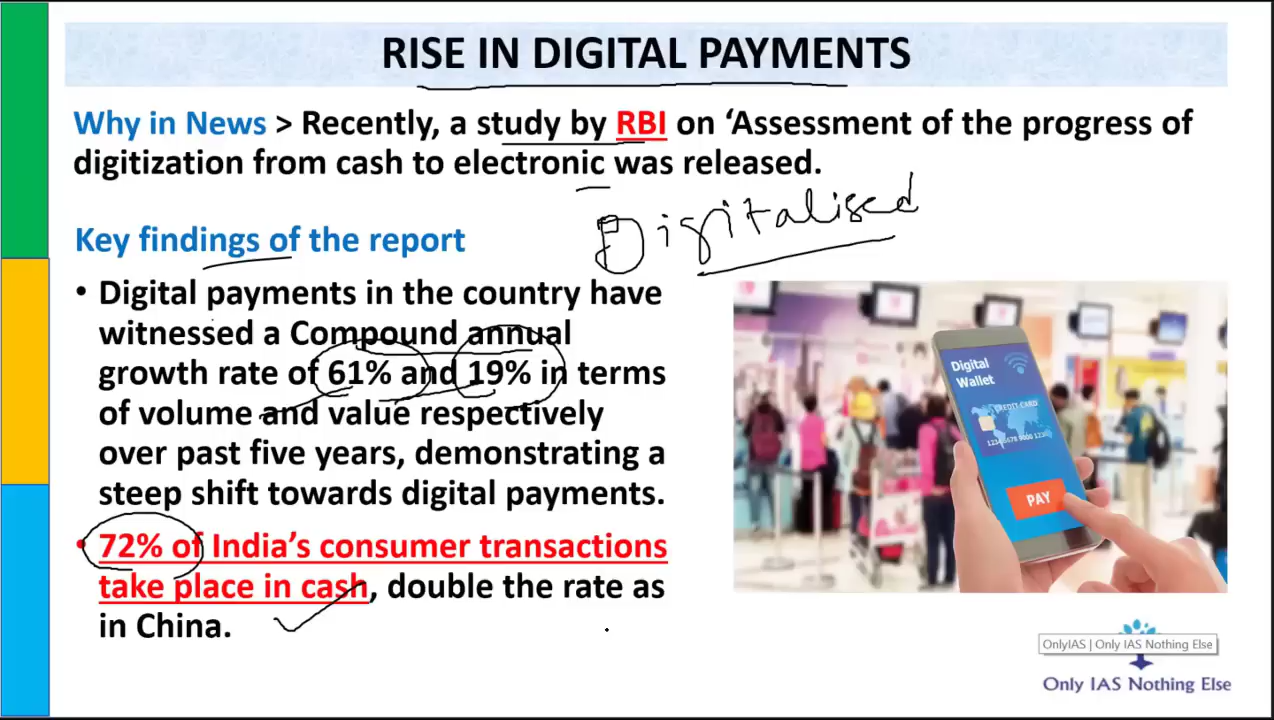 RISE IN DIGITAL PAYMENTS
Why in News > Recently, a study by RBI on ‘Assessment of the progress of
digitization from cash to electronic was released.
Digitalised
Key findings of the report
• Digital payments in the country have
witnessed a Compound annual
growth rate of 61% and 19% in terms
of volume and value respectively
over past five years, demonstrating a
steep shift towards digital payments.
• 72% of India’s consumer transactions
take place in cash, double the rate as
in China.
Digital
Wallet
CREDIT CARD
PAY
OnlyIAS | Only IAS Nothing Else
Only IAS Nothing Else